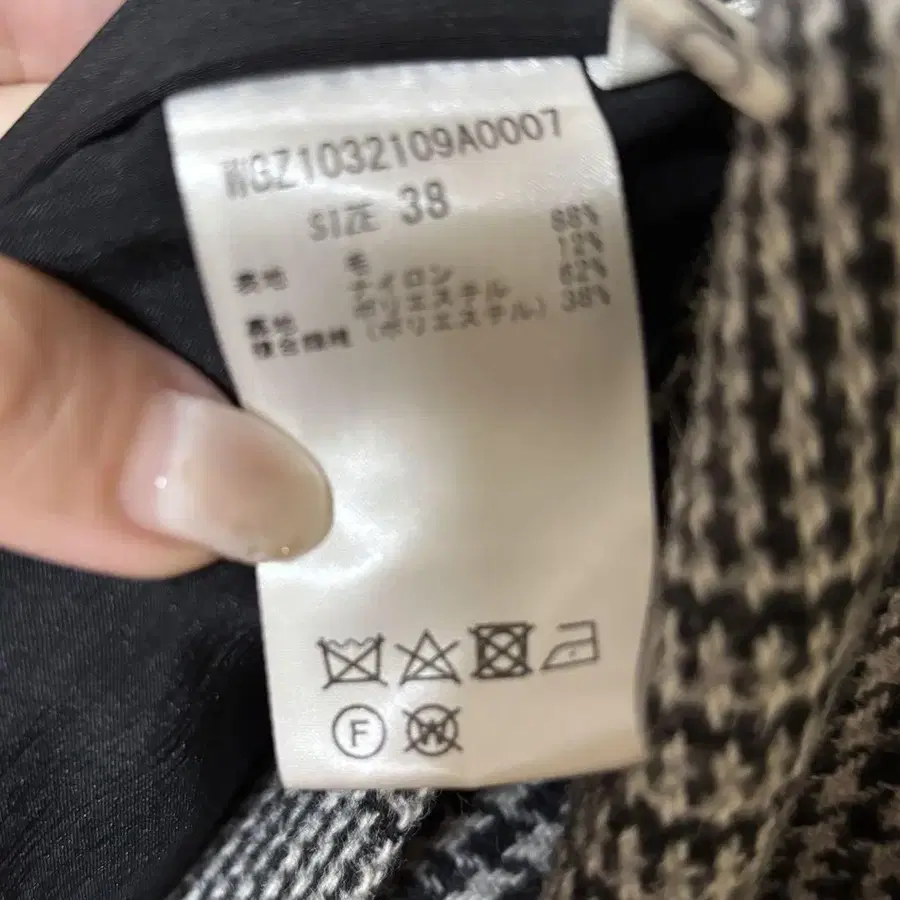 WGZ1032109A0007
SIZE 38
表地 毛 88%
ナイロン 12%
裏地 ポリエステル 62%
複合繊維 (ポリエステル) 38%
F
W